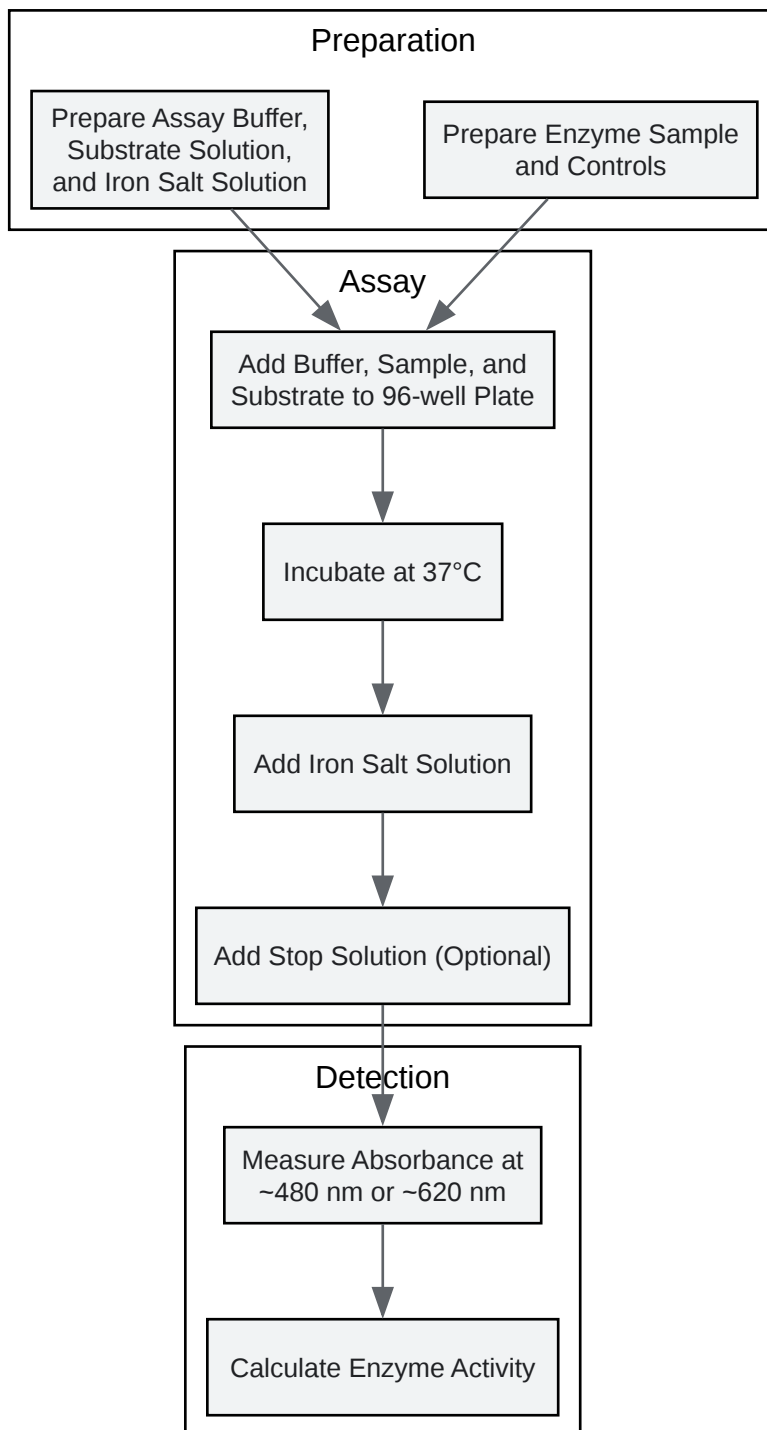 Preparation
Prepare Assay Buffer,
Substrate Solution,
and Iron Salt Solution
Prepare Enzyme Sample
and Controls
Assay
Add Buffer, Sample, and
Substrate to 96-well Plate
Incubate at 37°C
Add Iron Salt Solution
Add Stop Solution (Optional)
Detection
Measure Absorbance at
~480 nm or ~620 nm
Calculate Enzyme Activity